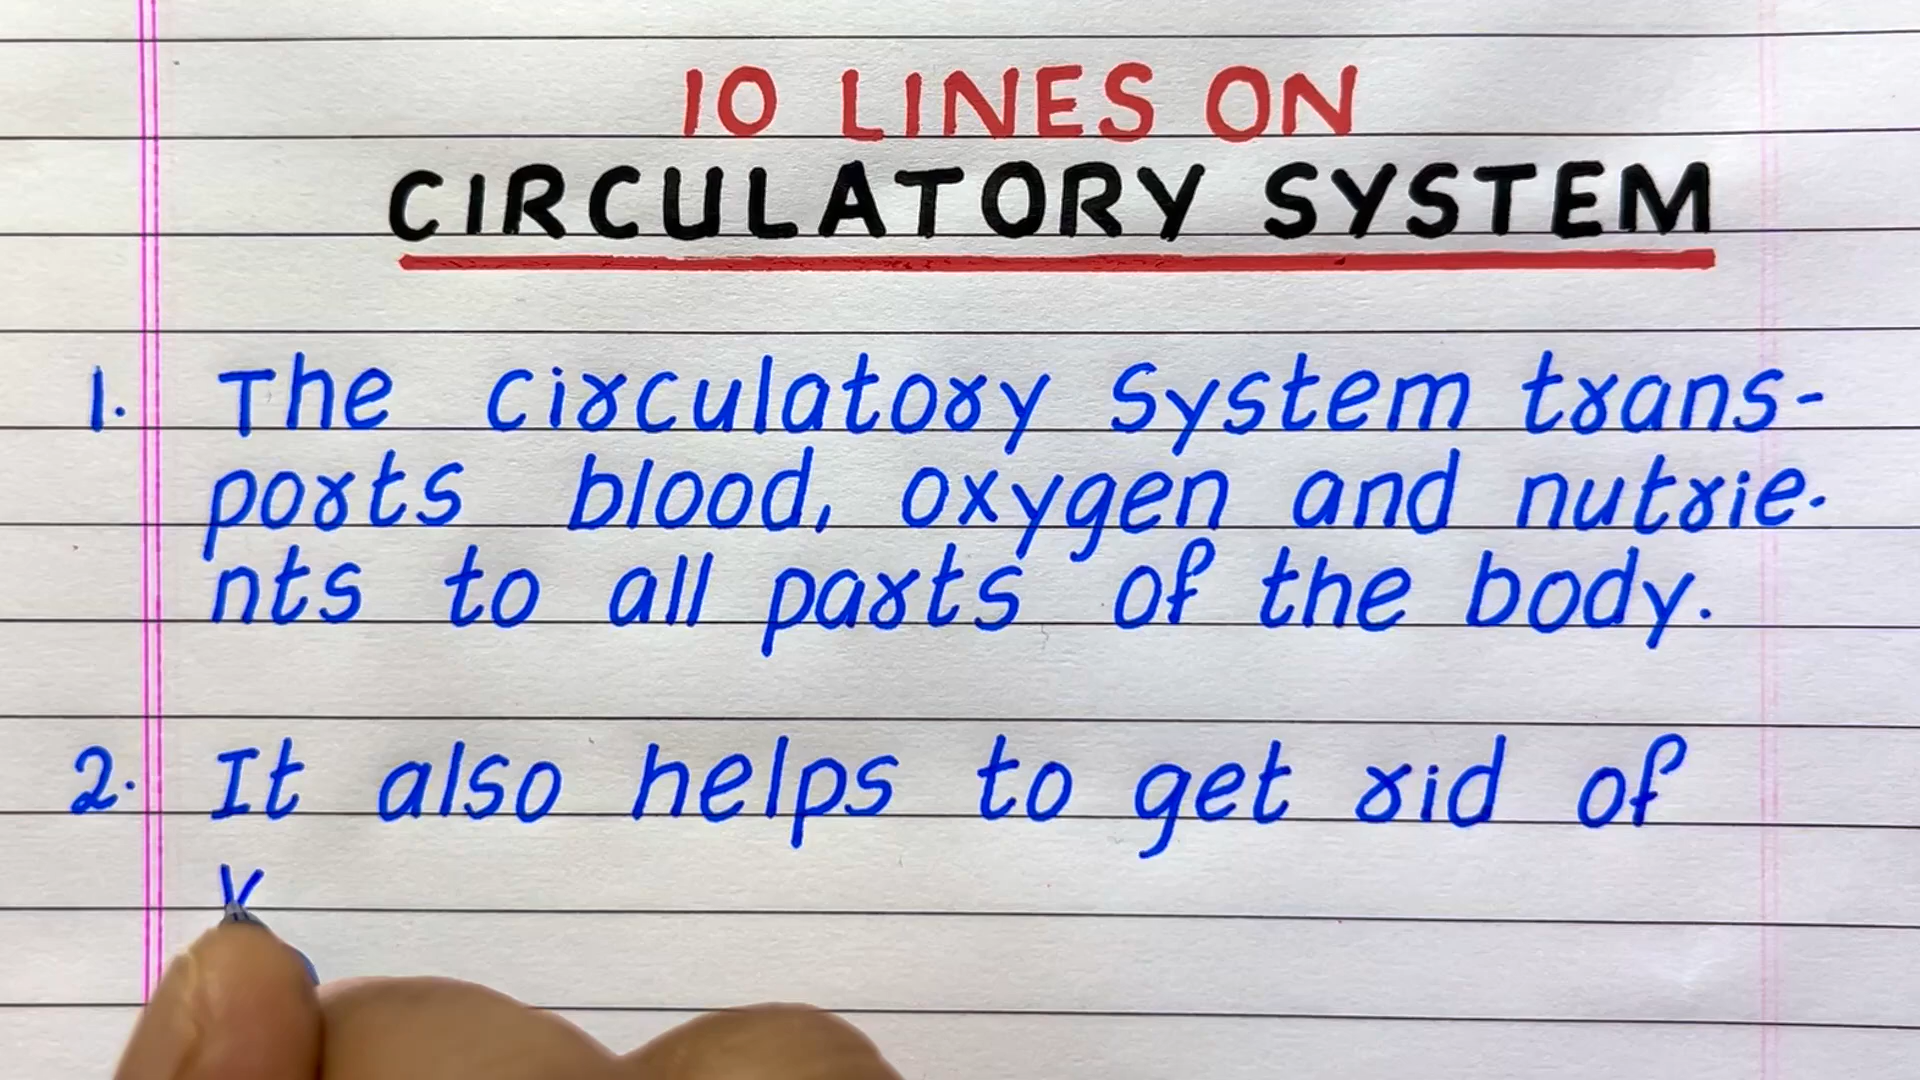 10 LINES ON
CIRCULATORY SYSTEM
1. The circulatory system trans-
ports blood, oxygen and nutrie-
nts to all parts of the body.
2. It also helps to get rid of